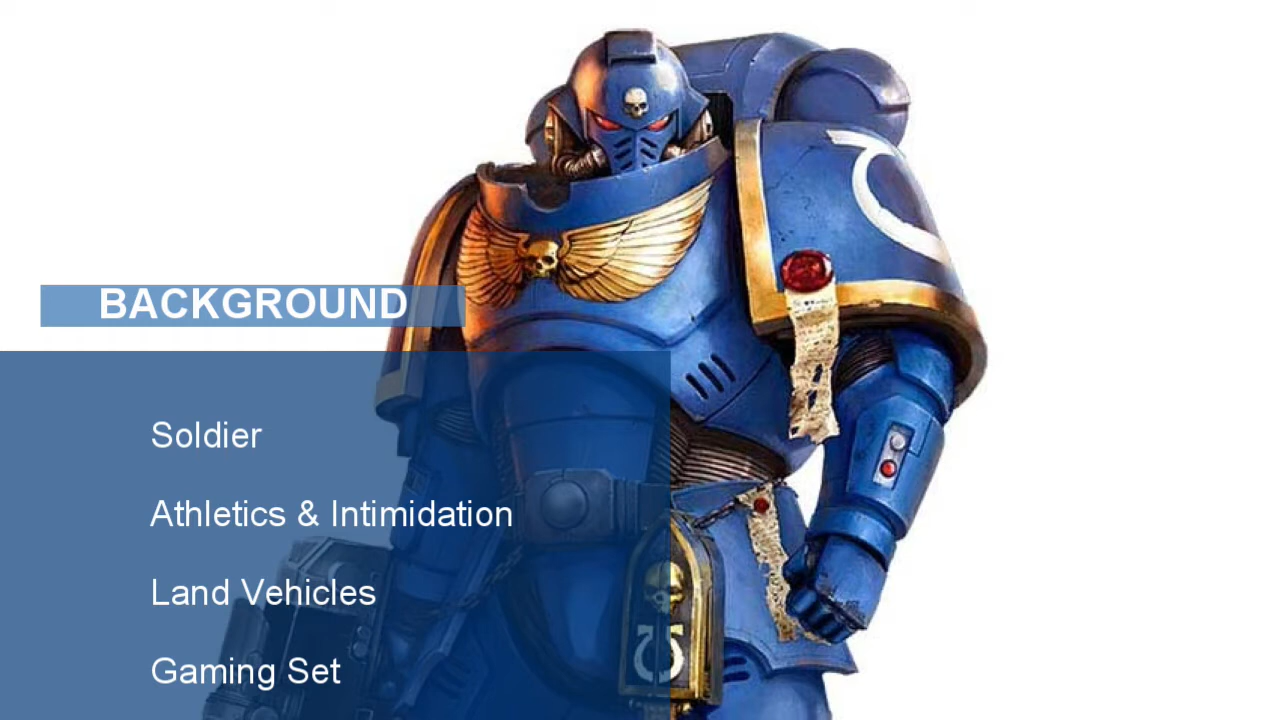 BACKGROUND
Soldier
Athletics & Intimidation
Land Vehicles
Gaming Set